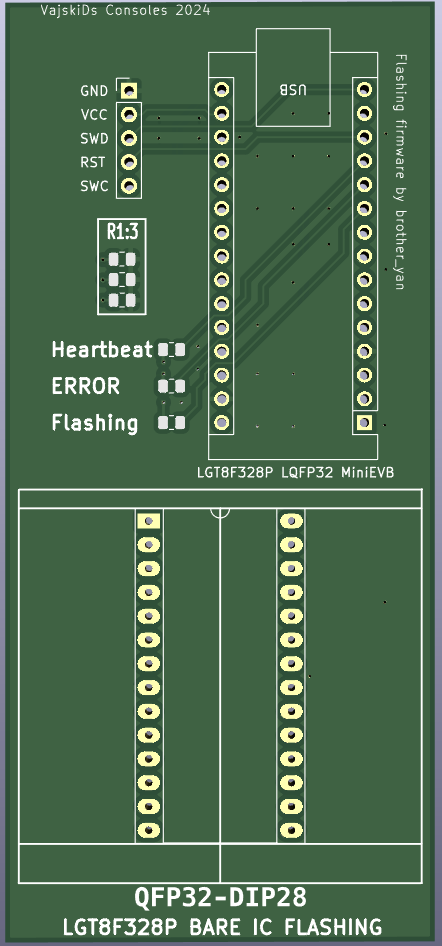 VajskiDs Consoles 2024
GND
VCC
SWD
RST
SWC
USB
Flashing firmware by brother_yan
R1:3
Heartbeat
ERROR
Flashing
LGT8F328P LQFP32 MiniEVB
QFP32-DIP28
LGT8F328P BARE IC FLASHING